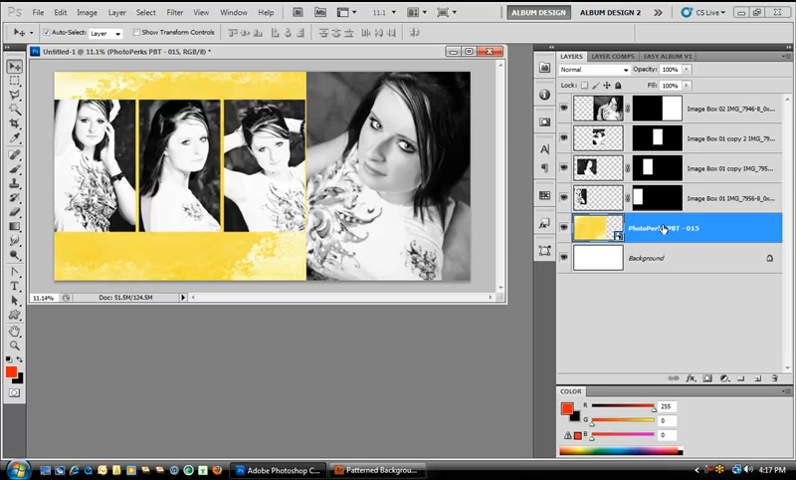 Ps 11.1 ALBUM DESIGN ALBUM DESIGN 2 CS Live
File Edit Image Layer Select Filter Analysis 3D View Window Help
Auto-Select: Layer Show Transform Controls
Untitled-1 @ 11.1% (PhotoPerks PBT - 015, RGB/8) *
LAYERS LAYER COMPS EASY ALBUM V1
Normal Opacity: 100%
Lock: Fill: 100%
Image Box 02 IMG_7946-8_0x...
Image Box 01 copy 2 IMG_79...
Image Box 01 copy IMG_795...
Image Box 01 IMG_7956-8_0x...
PhotoPerks PBT - 015
Background
11.14% Doc: 51.5M/124.5M
COLOR
R 255
G 0
B 0
Adobe Photoshop C... Patterned Backgrou... 4:17 PM